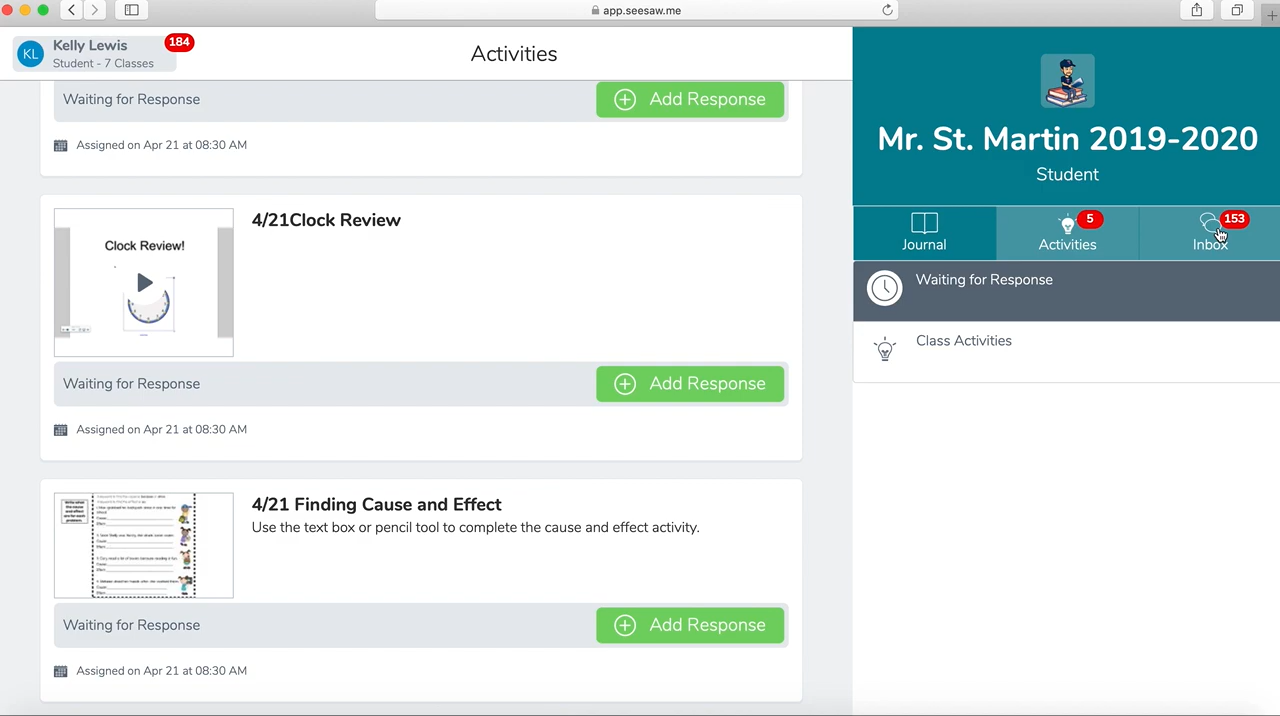 app.seesaw.me
KL
Kelly Lewis
184
Student - 7 Classes
Activities
Waiting for Response
Add Response
Assigned on Apr 21 at 08:30 AM
4/21Clock Review
Clock Review!
Waiting for Response
Add Response
Assigned on Apr 21 at 08:30 AM
4/21 Finding Cause and Effect
Use the text box or pencil tool to complete the cause and effect activity.
Waiting for Response
Add Response
Assigned on Apr 21 at 08:30 AM
Mr. St. Martin 2019-2020
Student
Journal
5
Activities
153
Inbox
Waiting for Response
Class Activities